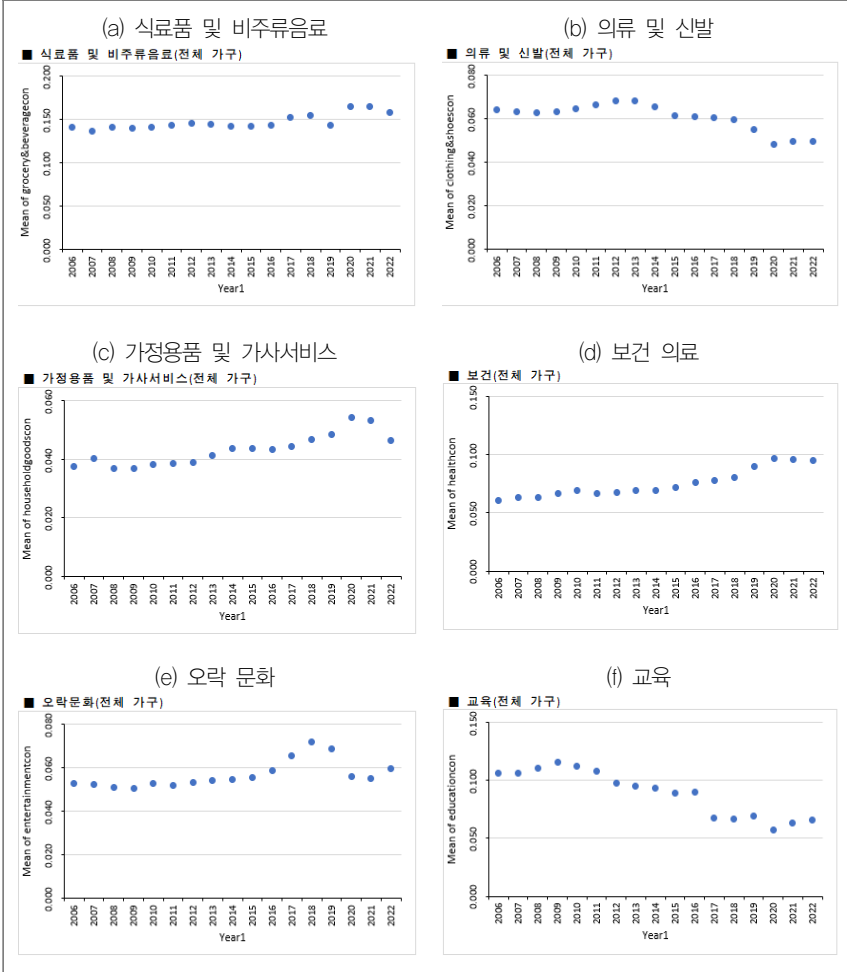 (a) 식료품 및 비주류음료
■ 식료품 및 비주류음료(전체 가구)
Mean of grocery&beveragecon
0.200
0.150
0.100
0.050
0.000
2006 2007 2008 2009 2010 2011 2012 2013 2014 2015 2016 2017 2018 2019 2020 2021 2022
Year1
(b) 의류 및 신발
■ 의류 및 신발(전체 가구)
Mean of clothing&shoescon
0.080
0.060
0.040
0.020
0.000
2006 2007 2008 2009 2010 2011 2012 2013 2014 2015 2016 2017 2018 2019 2020 2021 2022
Year1
(c) 가정용품 및 가사서비스
■ 가정용품 및 가사서비스(전체 가구)
Mean of householdgoodscon
0.060
0.040
0.020
0.000
2006 2007 2008 2009 2010 2011 2012 2013 2014 2015 2016 2017 2018 2019 2020 2021 2022
Year1
(d) 보건 의료
■ 보건(전체 가구)
Mean of healthcon
0.150
0.100
0.050
0.000
2006 2007 2008 2009 2010 2011 2012 2013 2014 2015 2016 2017 2018 2019 2020 2021 2022
Year1
(e) 오락 문화
■ 오락문화(전체 가구)
Mean of entertainmentcon
0.080
0.060
0.040
0.020
0.000
2006 2007 2008 2009 2010 2011 2012 2013 2014 2015 2016 2017 2018 2019 2020 2021 2022
Year1
(f) 교육
■ 교육(전체 가구)
Mean of educationcon
0.150
0.100
0.050
0.000
2006 2007 2008 2009 2010 2011 2012 2013 2014 2015 2016 2017 2018 2019 2020 2021 2022
Year1